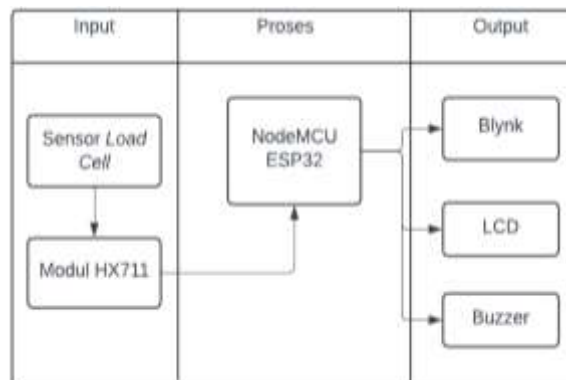 Input
Proses
Output
Sensor Load
Cell
Modul HX711
NodeMCU
ESP32
Blynk
LCD
Buzzer